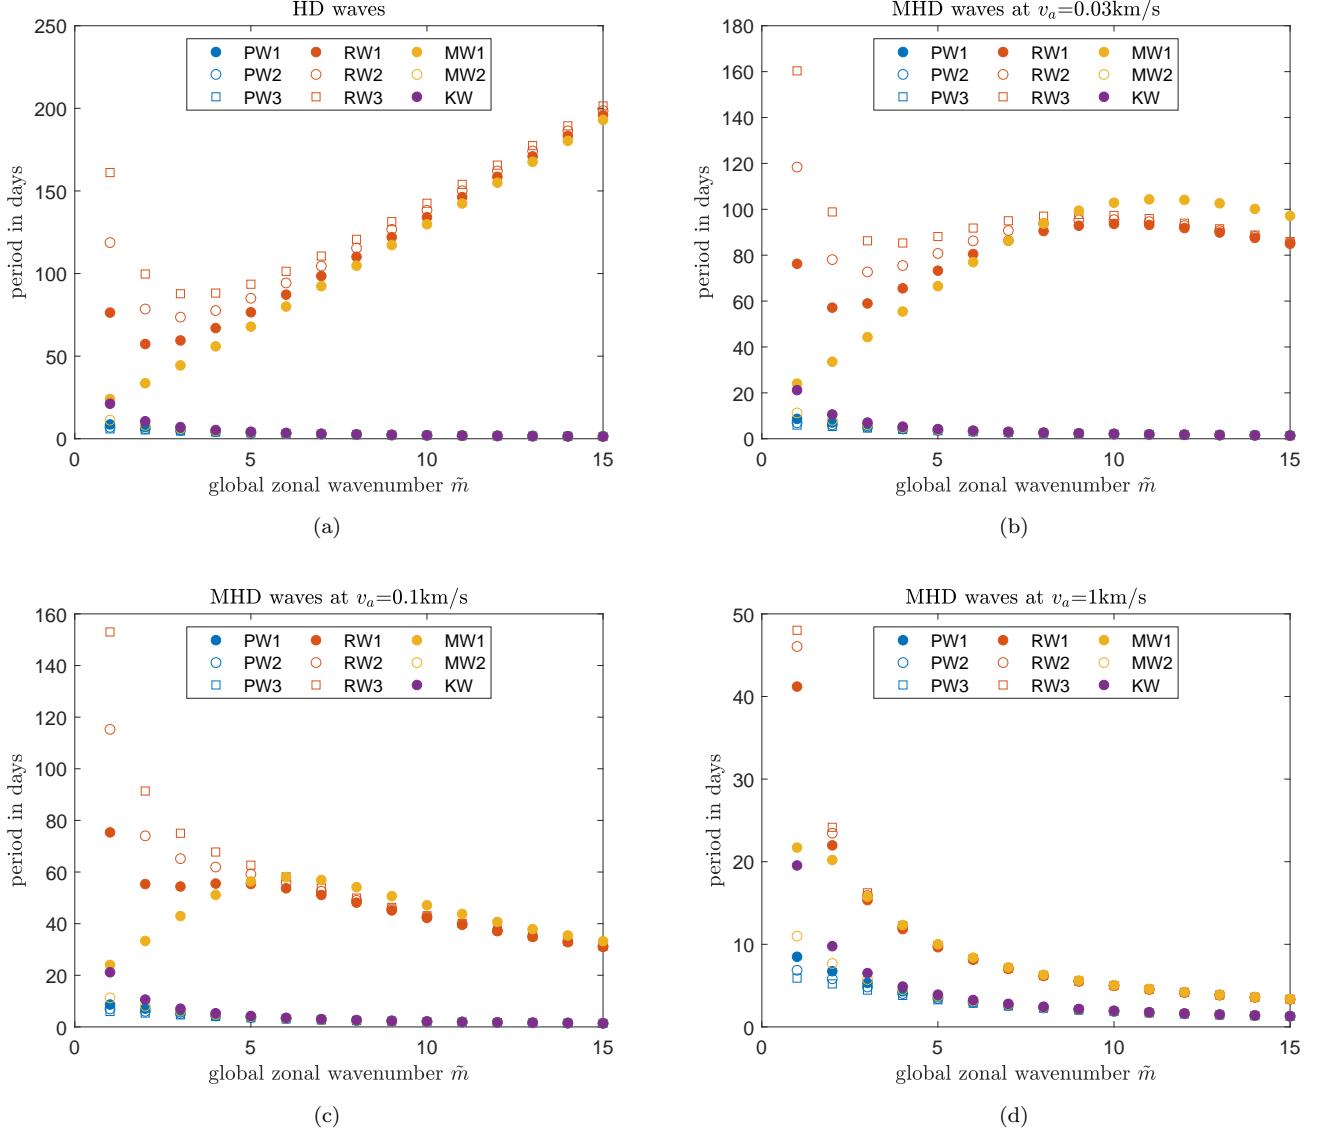 HD waves
250
200
150
100
50
0
0 5 10 15
period in days
global zonal wavenumber m̃
PW1 RW1 MW1
PW2 RW2 MW2
PW3 RW3 KW
(a)
MHD waves at vₐ=0.03km/s
180
160
140
120
100
80
60
40
20
0
0 5 10 15
period in days
global zonal wavenumber m̃
PW1 RW1 MW1
PW2 RW2 MW2
PW3 RW3 KW
(b)
MHD waves at vₐ=0.1km/s
160
140
120
100
80
60
40
20
0
0 5 10 15
period in days
global zonal wavenumber m̃
PW1 RW1 MW1
PW2 RW2 MW2
PW3 RW3 KW
(c)
MHD waves at vₐ=1km/s
50
40
30
20
10
0
0 5 10 15
period in days
global zonal wavenumber m̃
PW1 RW1 MW1
PW2 RW2 MW2
PW3 RW3 KW
(d)